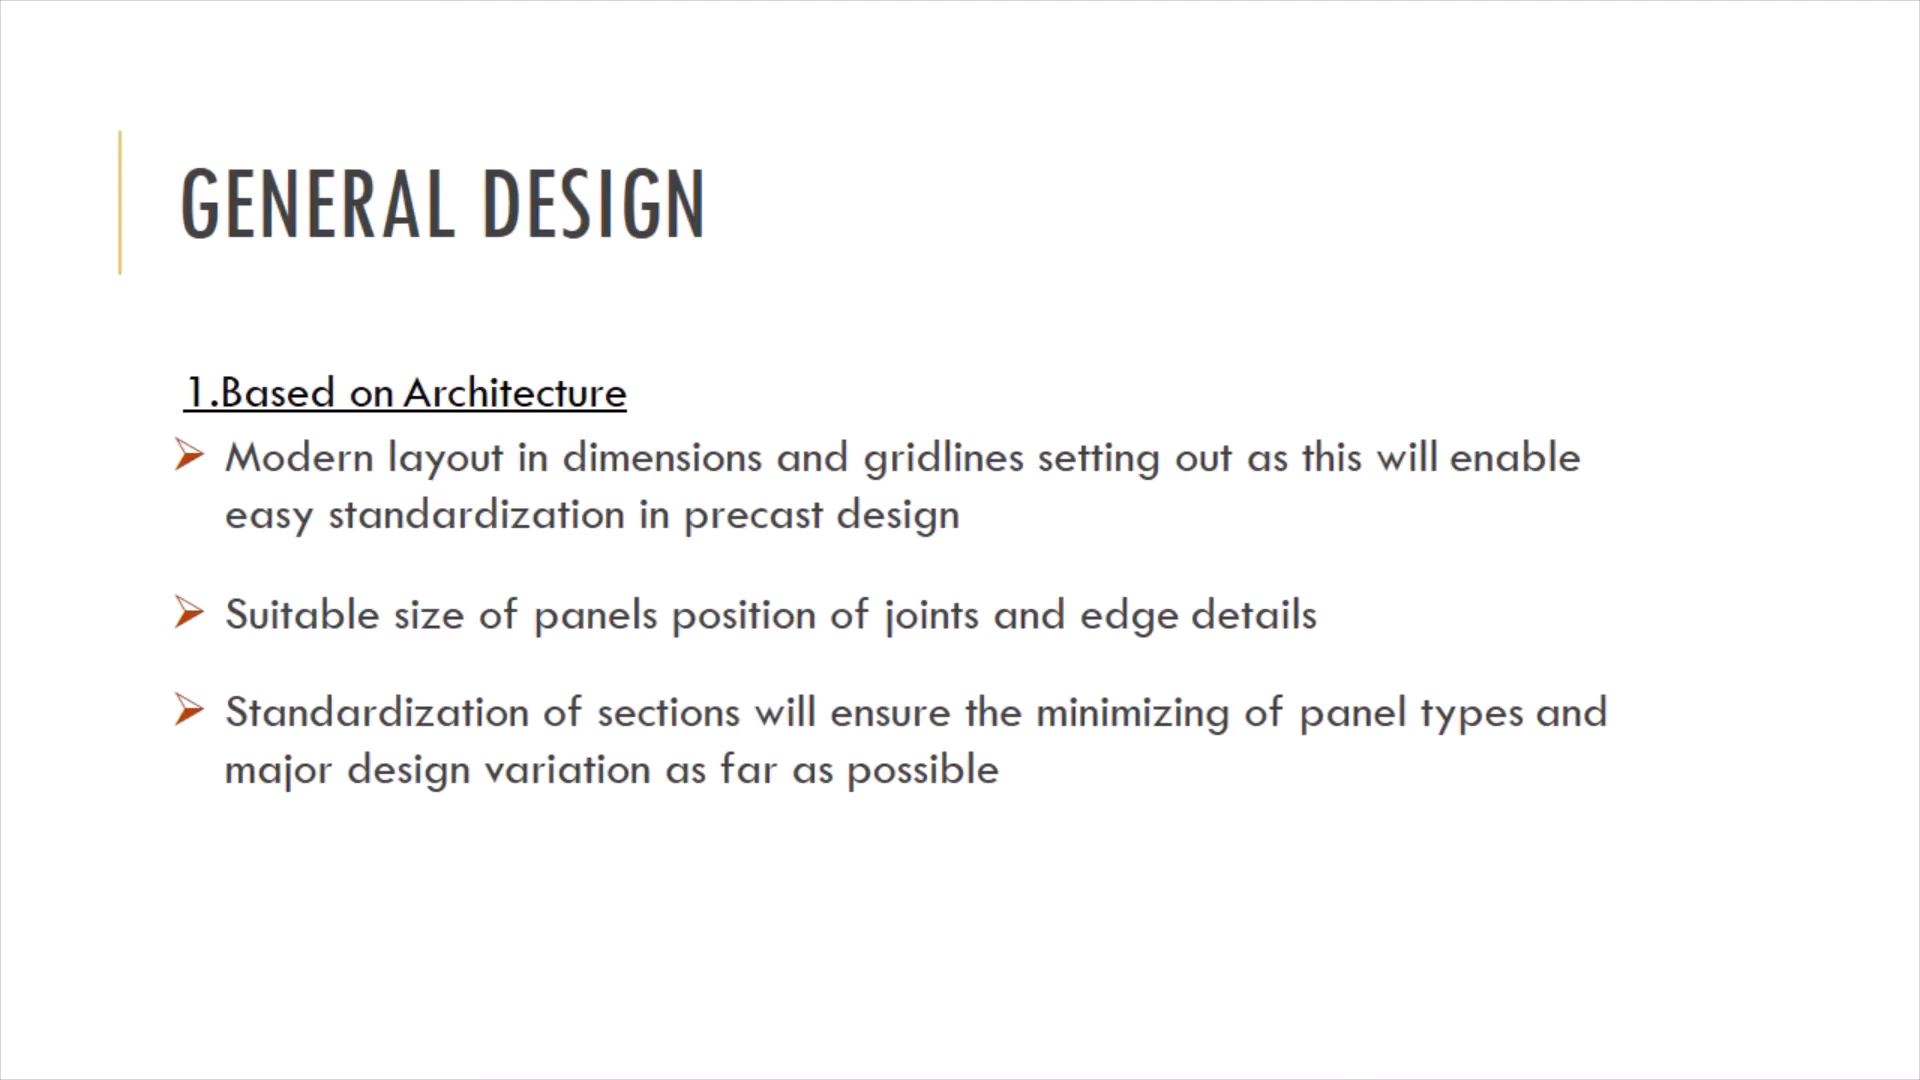 GENERAL DESIGN
1.Based on Architecture
Modern layout in dimensions and gridlines setting out as this will enable
easy standardization in precast design
Suitable size of panels position of joints and edge details
Standardization of sections will ensure the minimizing of panel types and
major design variation as far as possible